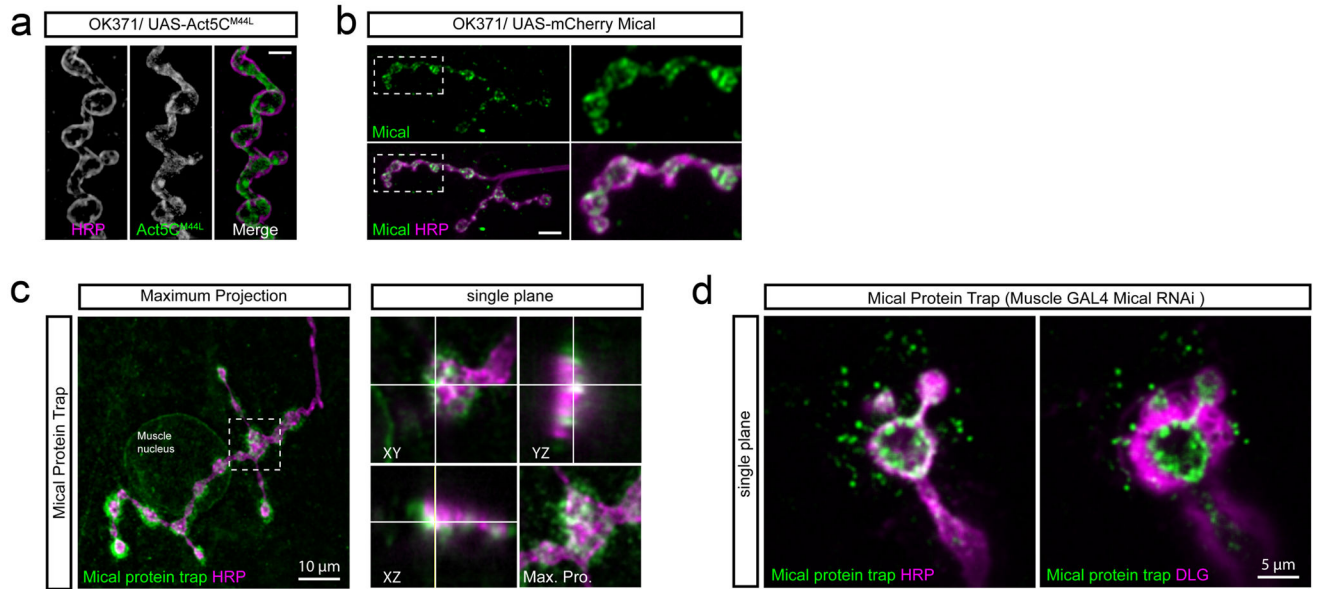 a
OK371/ UAS-Act5C^M44L
HRP
Act5C^M44L
Merge
b
OK371/ UAS-mCherry Mical
Mical
Mical HRP
c
Maximum Projection
single plane
Mical Protein Trap
Muscle
nucleus
Mical protein trap HRP
10 µm
XY
YZ
XZ
Max. Pro.
d
Mical Protein Trap (Muscle GAL4 Mical RNAi )
single plane
Mical protein trap HRP
Mical protein trap DLG
5 µm